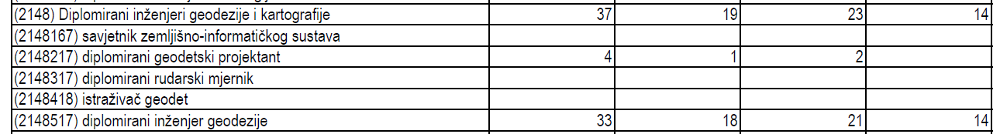 (2148) Diplomirani inženjeri geodezije i kartografije 37 19 23 14
(2148167) savjetnik zemljišno-informatičkog sustava
(2148217) diplomirani geodetski projektant 4 1 2
(2148317) diplomirani rudarski mjernik
(2148418) istraživač geodet
(2148517) diplomirani inženjer geodezije 33 18 21 14